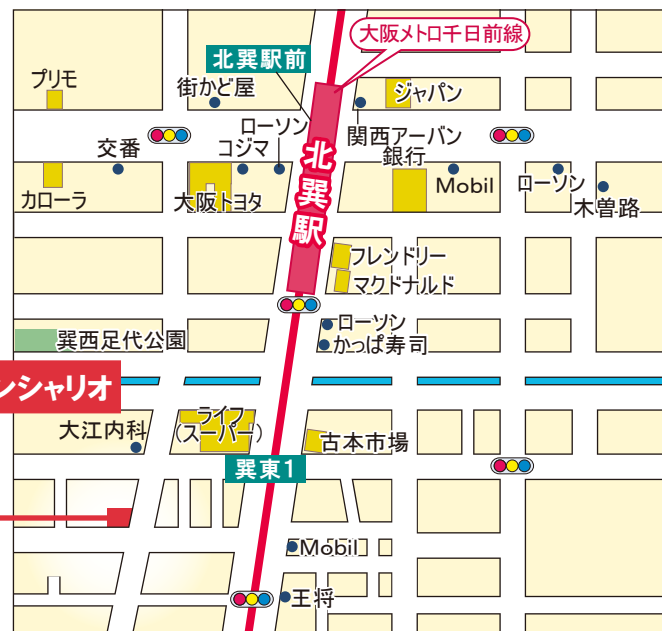 大阪メトロ千日前線
北巽駅前
プリモ
街かど屋
ジャパン
ローソン
関西アーバン
銀行
交番
コジマ
北巽駅
Mobil
ローソン
カローラ
大阪トヨタ
木曽路
フレンドリー
マクドナルド
ローソン
巽西足代公園
かっぱ寿司
ンシャリオ
ライフ
(スーパー)
大江内科
古本市場
巽東1
Mobil
王将